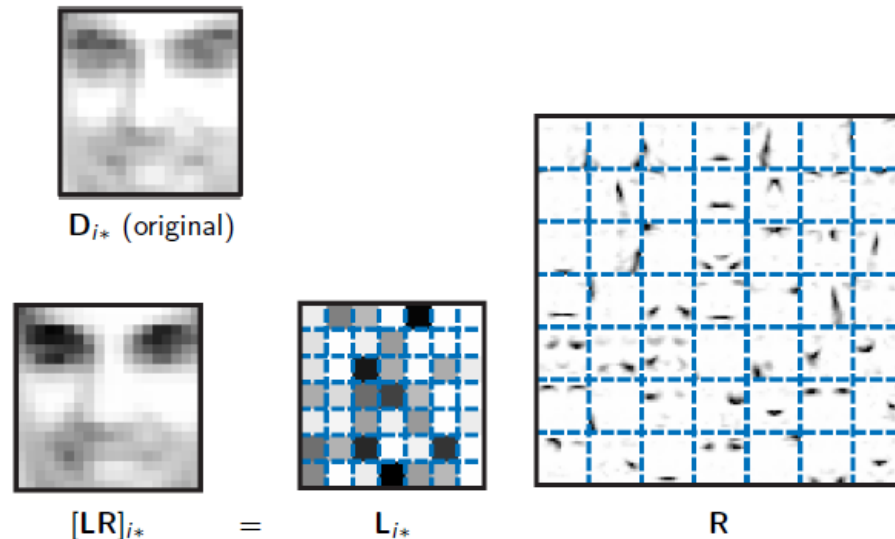 D_{i*} (original)
[LR]_{i*} = L_{i*} R